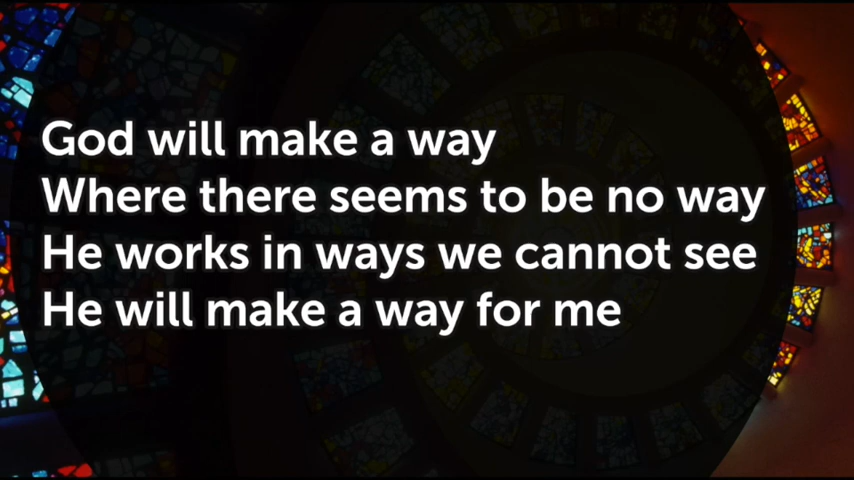 God will make a way
Where there seems to be no way
He works in ways we cannot see
He will make a way for me